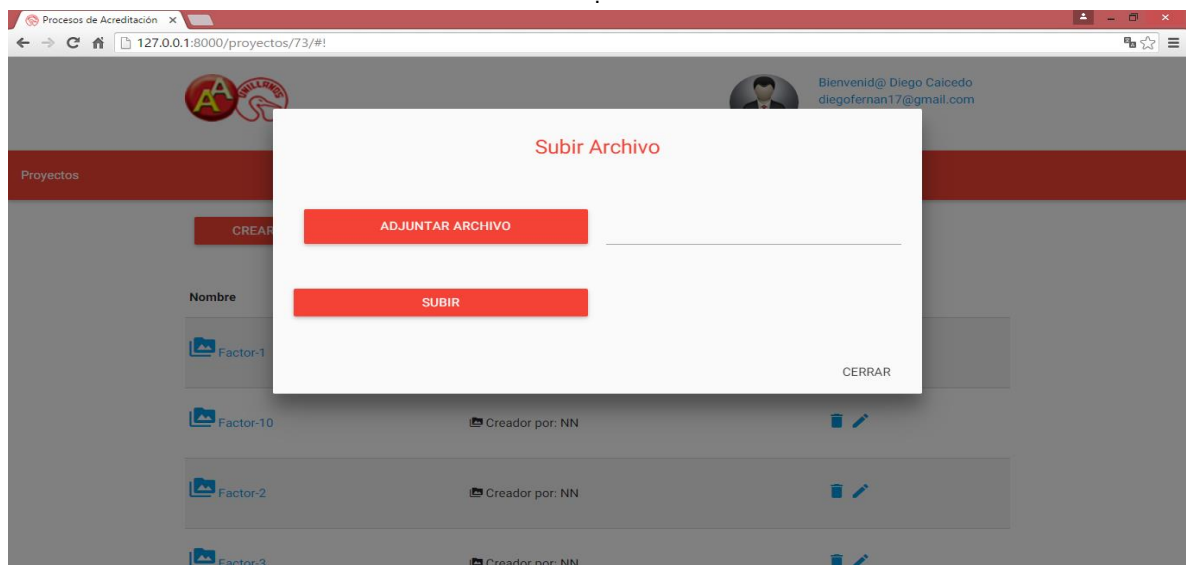 Procesos de Acreditación
127.0.0.1:8000/proyectos/73/#!
AA UNILLANOS
Bienvenid@ Diego Caicedo
diegofernan17@gmail.com
Subir Archivo
Proyectos
ADJUNTAR ARCHIVO
CREAR
Nombre
SUBIR
Factor-1
CERRAR
Factor-10 Creador por: NN
Factor-2 Creador por: NN
Factor-3 Creador por: NN